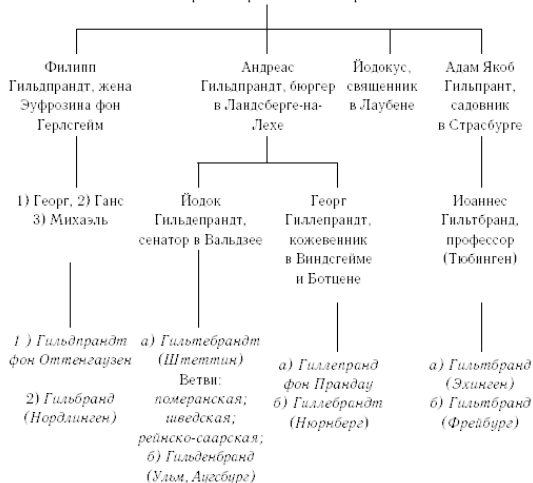 Филипп
Гильдпрандт, жена
Эуфрозина фон
Герлсгейм
Андреас
Гильдпрандт, бюргер
в Ландсберге-на-
Лехе
Йодокус,
священник
в Лаубене
Адам Якоб
Гильпрант,
садовник
в Страсбурге
1) Георг, 2) Ганс
3) Михаэль
Йодок
Гильдепрандт,
сенатор в Вальдзее
Георг
Гиллепрандт,
кожевенник
в Виндсгейме
и Ботцене
Иоаннес
Гильтбранд,
профессор
(Тюбинген)
1 ) Гильдпрандт
фон Оттенгаузен
2) Гильбранд
(Нордлинген)
а) Гильтебрандт
(Штеттин)
Ветви:
померанская;
шведская;
рейнско-саарская;
б) Гильденбранд
(Ульм, Аугсбург)
а) Гиллепранд
фон Прандау
б) Гиллебрандт
(Нюрнберг)
а) Гильтбранд
(Эхинген)
б) Гильтбранд
(Фрейбург)